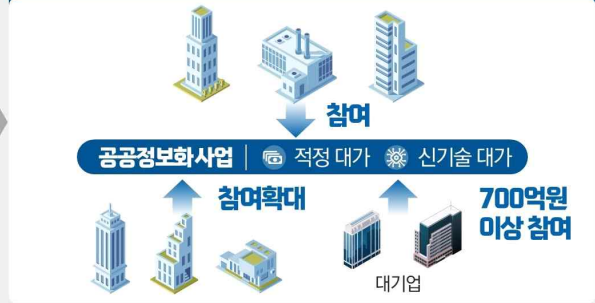 참여
공공정보화사업 | 적정 대가 신기술 대가
참여확대
700억원
이상 참여
대기업